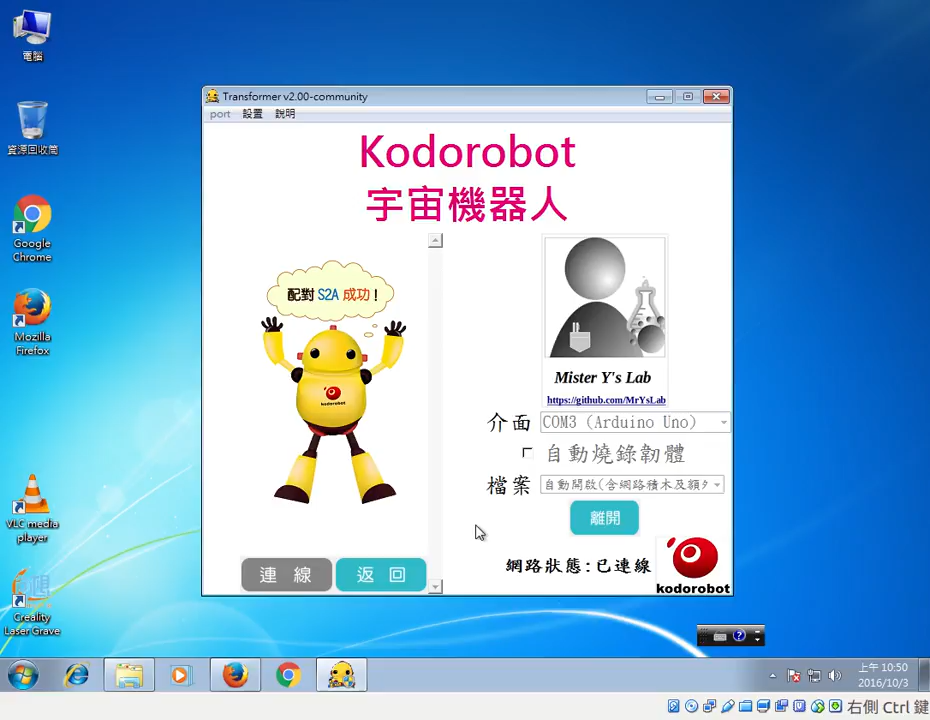 電腦
資源回收筒
Google
Chrome
Mozilla
Firefox
VLC media
player
Creality
Laser Grave
Transformer v2.00-community
port 設置 說明
Kodorobot
宇宙機器人
配對 S2A 成功！
kodorobot
連 線
返 回
Mister Y's Lab
https://github.com/MrYsLab
介面 COM3 (Arduino Uno)
自動燒錄韌體
檔案 自動開啟(含網路積木及額
離開
網路狀態:已連線
kodorobot
上午 10:50
2016/10/3
右側 Ctrl 鍵